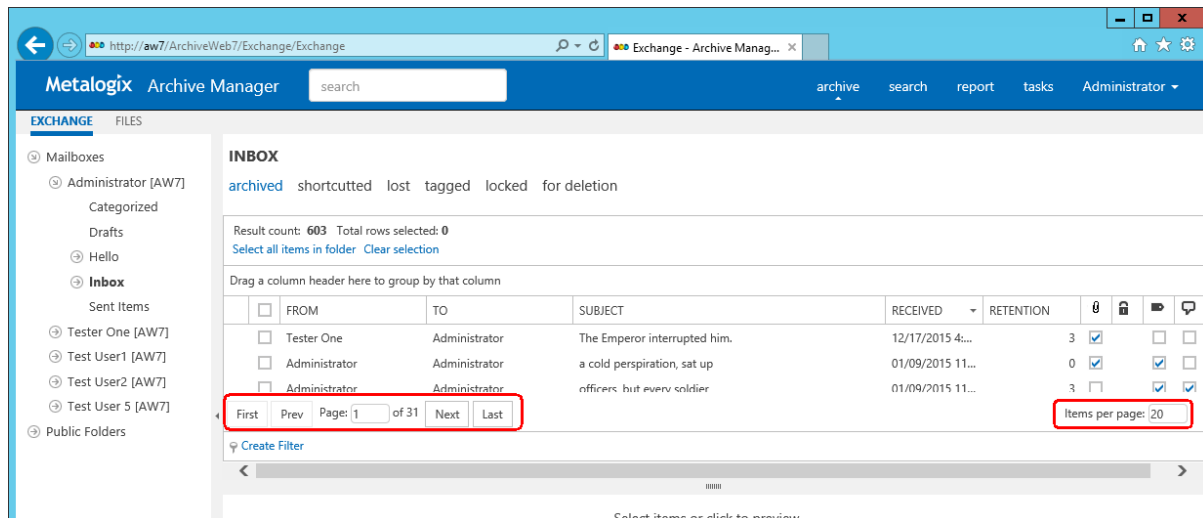 http://aw7/ArchiveWeb7/Exchange/Exchange Exchange - Archive Manag...
Metalogix Archive Manager search archive search report tasks Administrator
EXCHANGE FILES
Mailboxes
Administrator [AW7]
Categorized
Drafts
Hello
Inbox
Sent Items
Tester One [AW7]
Test User1 [AW7]
Test User2 [AW7]
Test User 5 [AW7]
Public Folders
INBOX
archived shortcutted lost tagged locked for deletion
Result count: 603 Total rows selected: 0
Select all items in folder Clear selection
Drag a column header here to group by that column
FROM TO SUBJECT RECEIVED RETENTION
Tester One Administrator The Emperor interrupted him. 12/17/2015 4:... 3
Administrator Administrator a cold perspiration, sat up 01/09/2015 11... 0
Administrator Administrator officers, but every soldier 01/09/2015 11... 3
First Prev Page: 1 of 31 Next Last Items per page: 20
Create Filter
Select items or click to preview